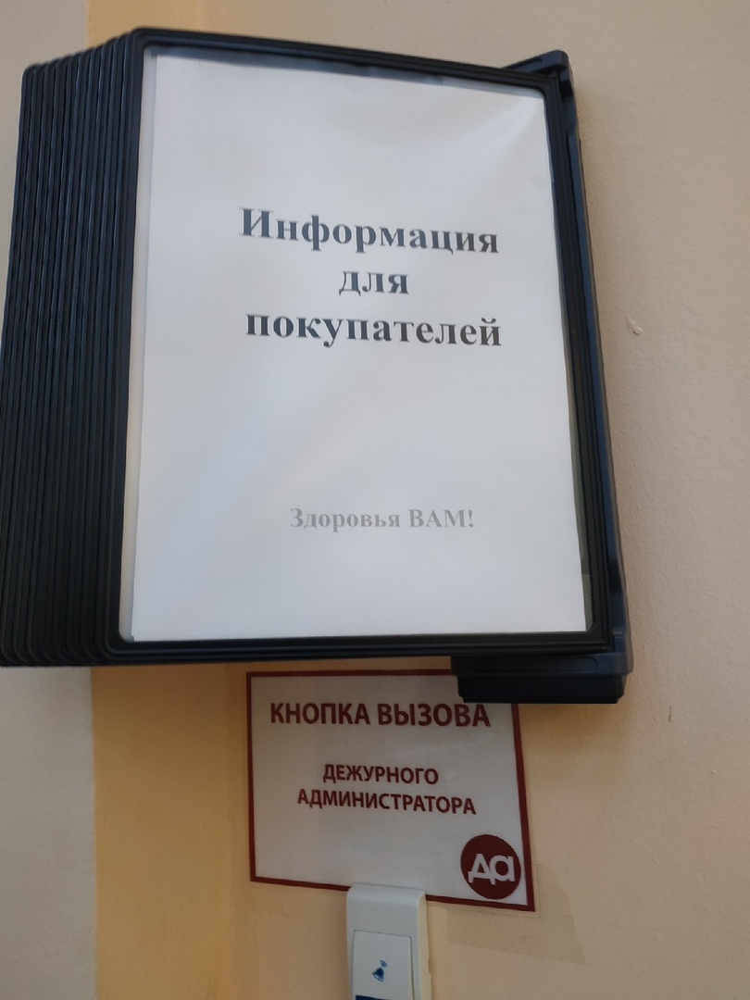 Информация
для
покупателей
Здоровья ВАМ!
КНОПКА ВЫЗОВА
ДЕЖУРНОГО
АДМИНИСТРАТОРА
да